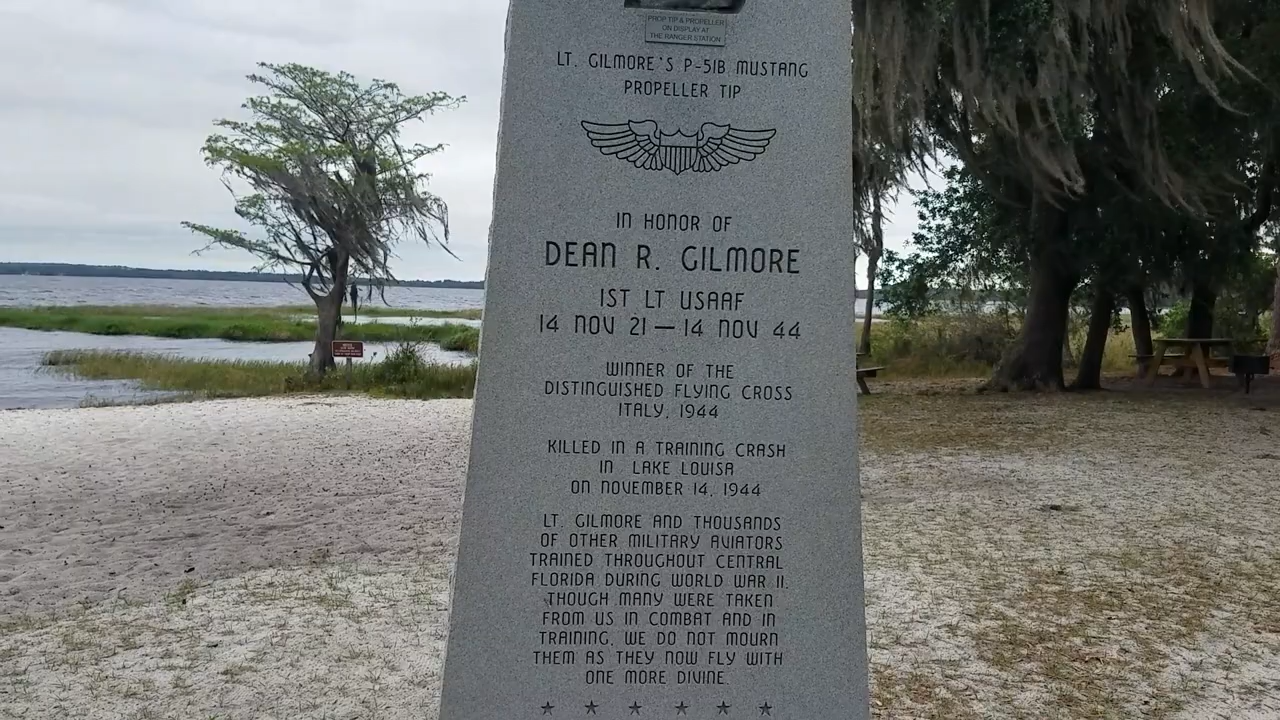 PROP TIP & PROPELLER
ON DISPLAY AT
THE RANGER STATION
LT. GILMORE'S P-51B MUSTANG
PROPELLER TIP
IN HONOR OF
DEAN R. GILMORE
1ST LT USAAF
14 NOV 21 — 14 NOV 44
WINNER OF THE
DISTINGUISHED FLYING CROSS
ITALY, 1944
KILLED IN A TRAINING CRASH
IN LAKE LOUISA
ON NOVEMBER 14, 1944
LT. GILMORE AND THOUSANDS
OF OTHER MILITARY AVIATORS
TRAINED THROUGHOUT CENTRAL
FLORIDA DURING WORLD WAR II.
THOUGH MANY WERE TAKEN
FROM US IN COMBAT AND IN
TRAINING, WE DO NOT MOURN
THEM AS THEY NOW FLY WITH
ONE MORE DIVINE.